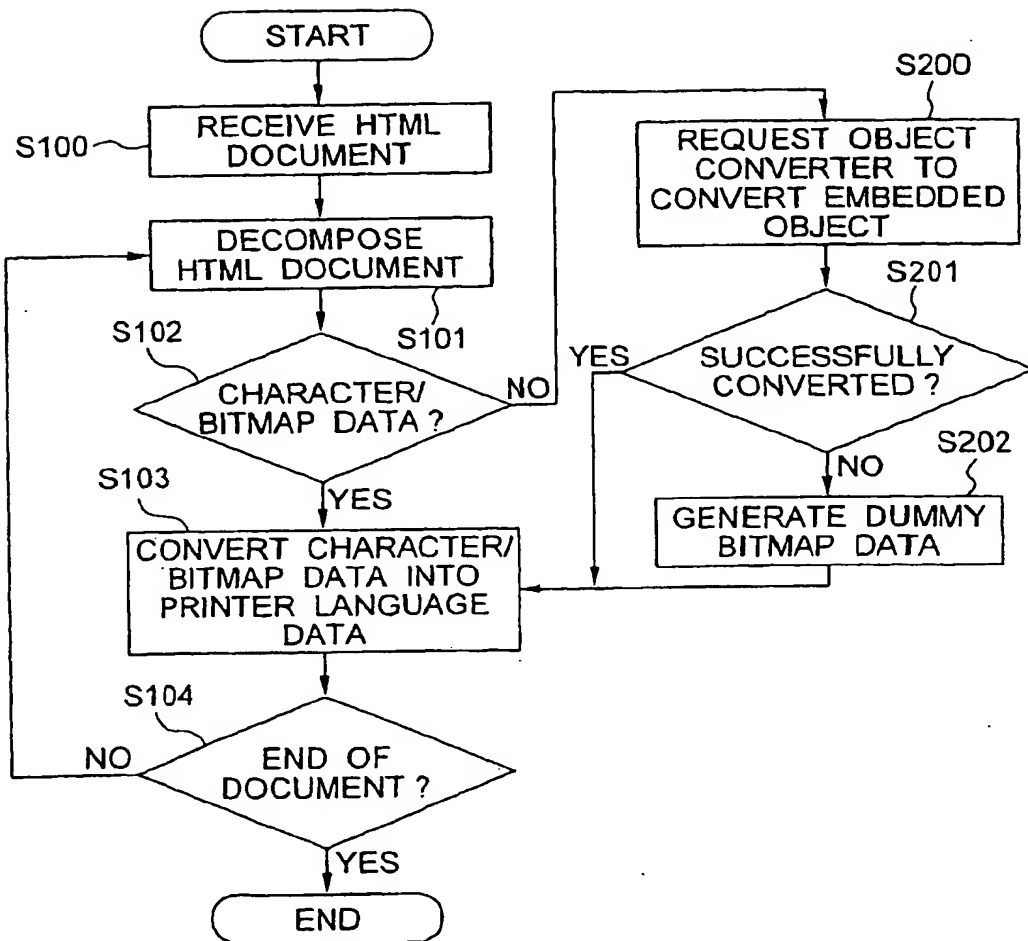 START
S100
RECEIVE HTML
DOCUMENT
DECOMPOSE
HTML DOCUMENT
S101
S102
CHARACTER/
BITMAP DATA ?
NO
YES
S103
CONVERT CHARACTER/
BITMAP DATA INTO
PRINTER LANGUAGE
DATA
S104
END OF
DOCUMENT ?
NO
YES
END
S200
REQUEST OBJECT
CONVERTER TO
CONVERT EMBEDDED
OBJECT
S201
SUCCESSFULLY
CONVERTED ?
YES
NO
S202
GENERATE DUMMY
BITMAP DATA